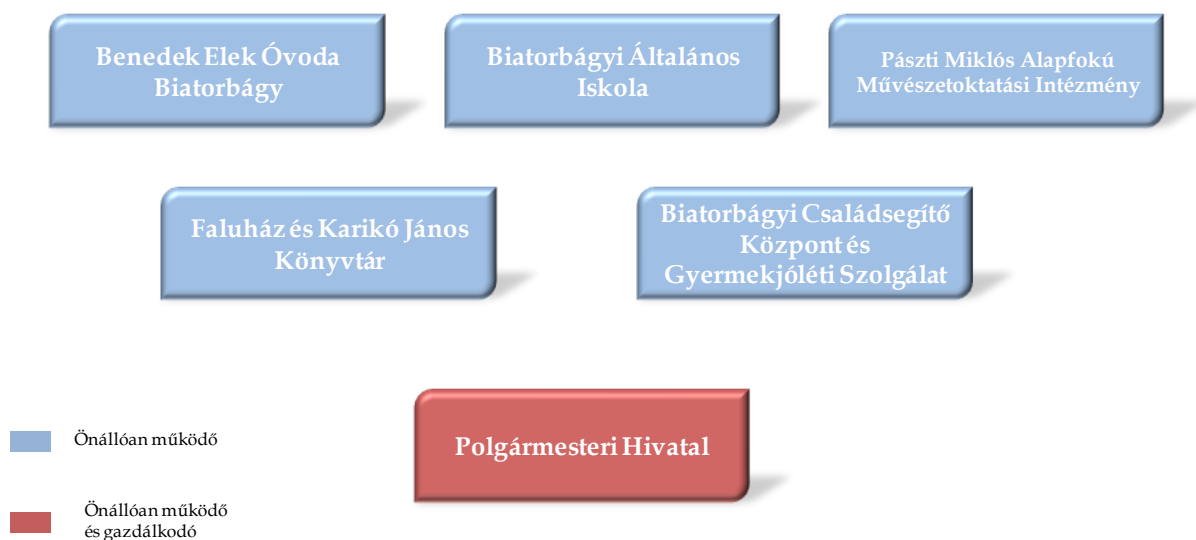 Benedek Elek Óvoda
Biatorbágy
Biatorbágyi Általános
Iskola
Pászti Miklós Alapfokú
Művészetoktatási Intézmény
Faluház és Karikó János
Könyvtár
Biatorbágyi Családsegítő
Központ és
Gyermekjóléti Szolgálat
Polgármesteri Hivatal
Önállóan működő
Önállóan működő
és gazdálkodó